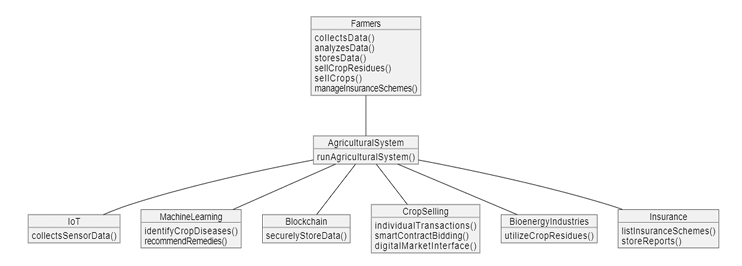 Farmers
collectsData()
analyzesData()
storesData()
sellCropResidues()
sellCrops()
manageInsuranceSchemes()
AgriculturalSystem
runAgriculturalSystem()
IoT
collectsSensorData()
MachineLearning
identifyCropDiseases()
recommendRemedies()
Blockchain
securelyStoreData()
CropSelling
individualTransactions()
smartContractBidding()
digitalMarketInterface()
BioenergyIndustries
utilizeCropResidues()
Insurance
listInsuranceSchemes()
storeReports()